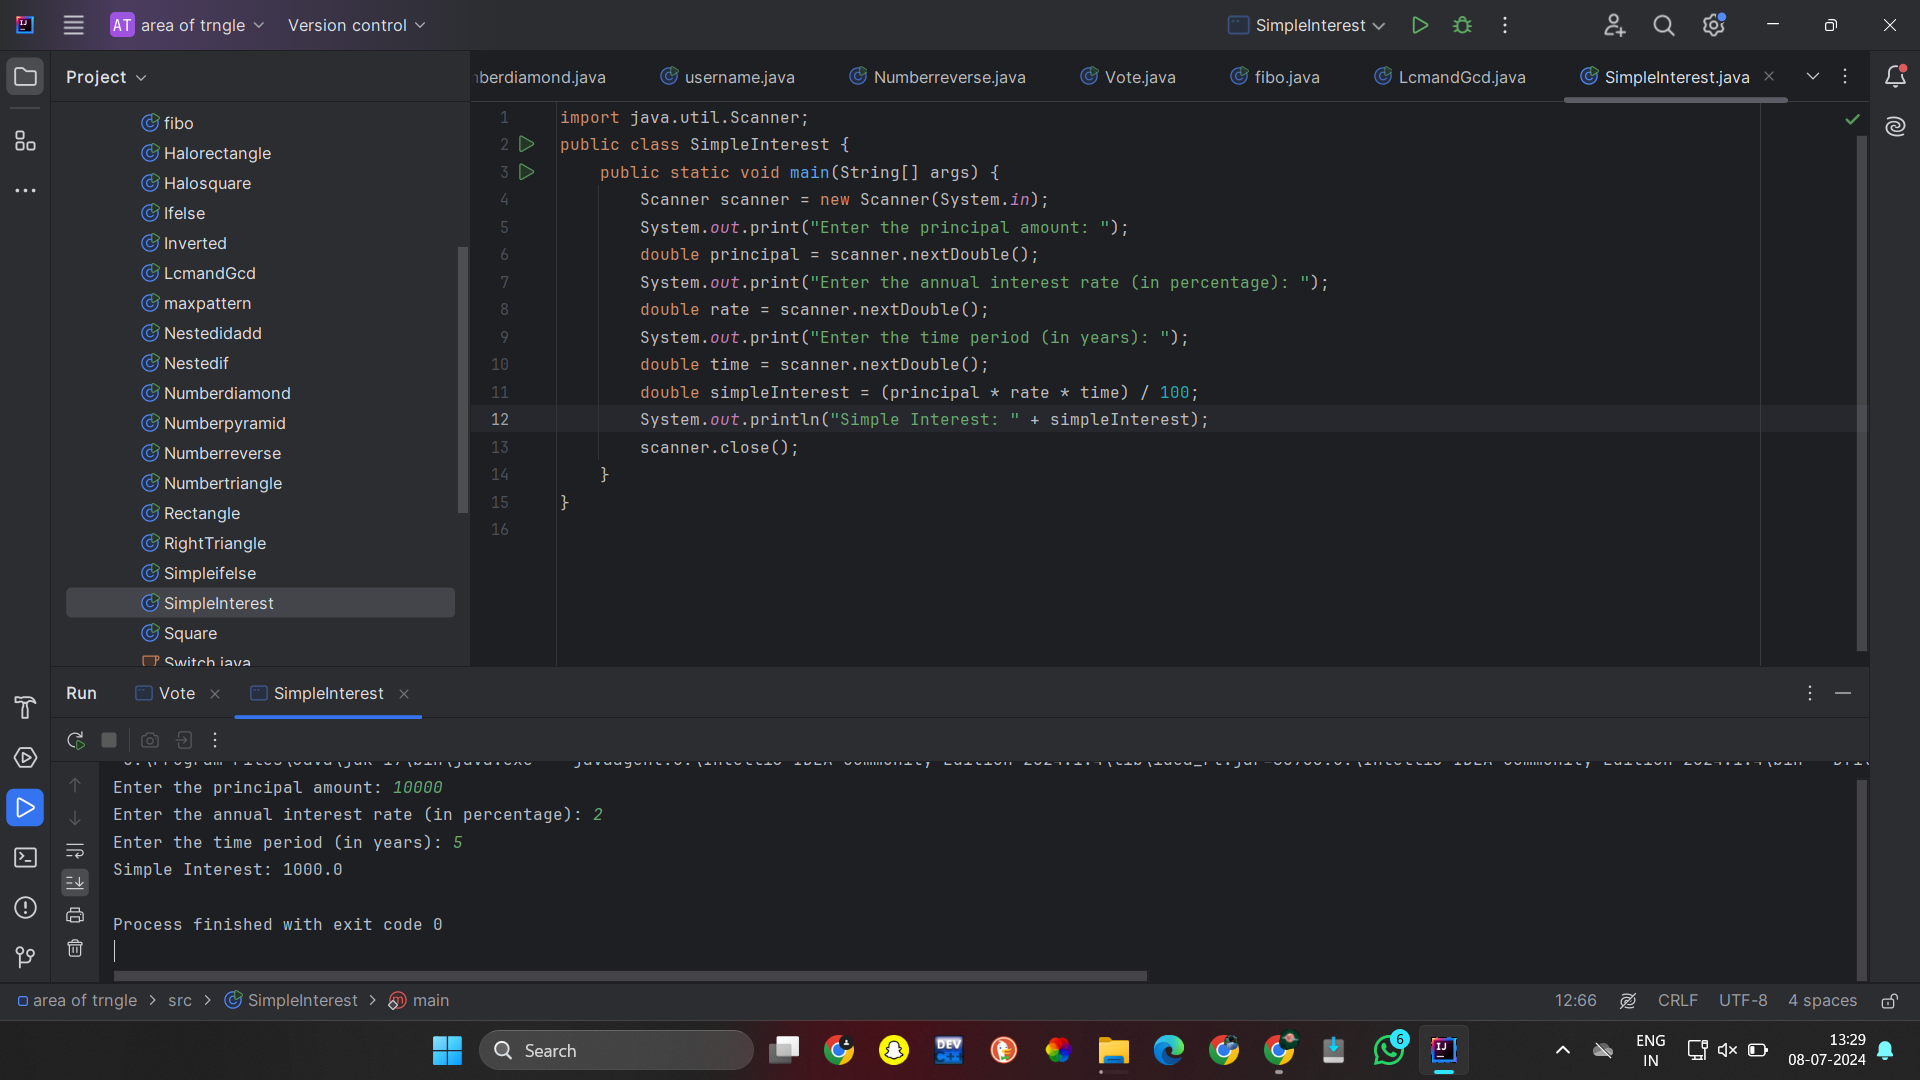 AT area of trngle Version control SimpleInterest
Project
berdiamond.java username.java Numberreverse.java Vote.java fibo.java LcmandGcd.java SimpleInterest.java
fibo
Halorectangle
Halosquare
Ifelse
Inverted
LcmandGcd
maxpattern
Nestedidadd
Nestedif
Numberdiamond
Numberpyramid
Numberreverse
Numbertriangle
Rectangle
RightTriangle
Simpleifelse
SimpleInterest
Square
Switch.java
1 import java.util.Scanner;
2 public class SimpleInterest {
3 public static void main(String[] args) {
4 Scanner scanner = new Scanner(System.in);
5 System.out.print("Enter the principal amount: ");
6 double principal = scanner.nextDouble();
7 System.out.print("Enter the annual interest rate (in percentage): ");
8 double rate = scanner.nextDouble();
9 System.out.print("Enter the time period (in years): ");
10 double time = scanner.nextDouble();
11 double simpleInterest = (principal * rate * time) / 100;
12 System.out.println("Simple Interest: " + simpleInterest);
13 scanner.close();
14 }
15 }
16
Run Vote SimpleInterest
Enter the principal amount: 10000
Enter the annual interest rate (in percentage): 2
Enter the time period (in years): 5
Simple Interest: 1000.0
Process finished with exit code 0
area of trngle > src > SimpleInterest > main 12:66 CRLF UTF-8 4 spaces
Search DEV 6 IJ ENG IN 13:29 08-07-2024